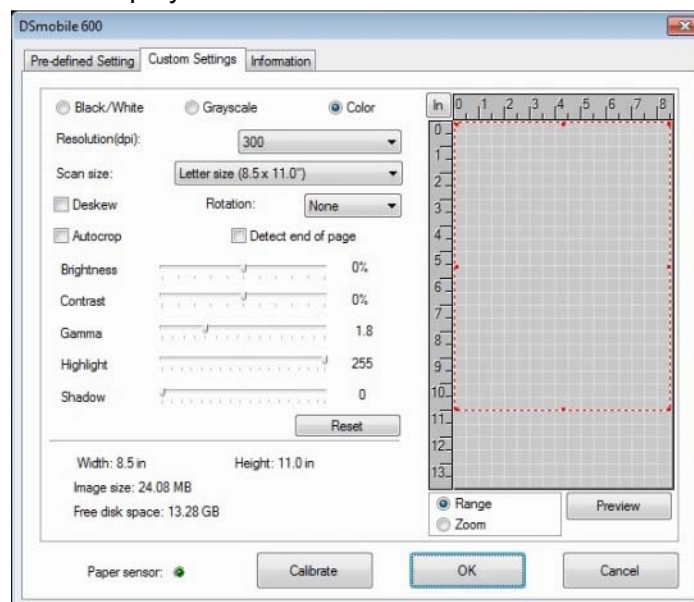 DSmobile 600
Pre-defined Setting Custom Settings Information
Black/White Grayscale Color
Resolution(dpi): 300
Scan size: Letter size (8.5 x 11.0")
Deskew Rotation: None
Autocrop Detect end of page
Brightness 0%
Contrast 0%
Gamma 1.8
Highlight 255
Shadow 0
Reset
Width: 8.5 in Height: 11.0 in
Image size: 24.08 MB
Free disk space: 13.28 GB
In 0 1 2 3 4 5 6 7 8
0
1
2
3
4
5
6
7
8
9
10
11
12
13
Range
Zoom
Preview
Paper sensor: Calibrate OK Cancel